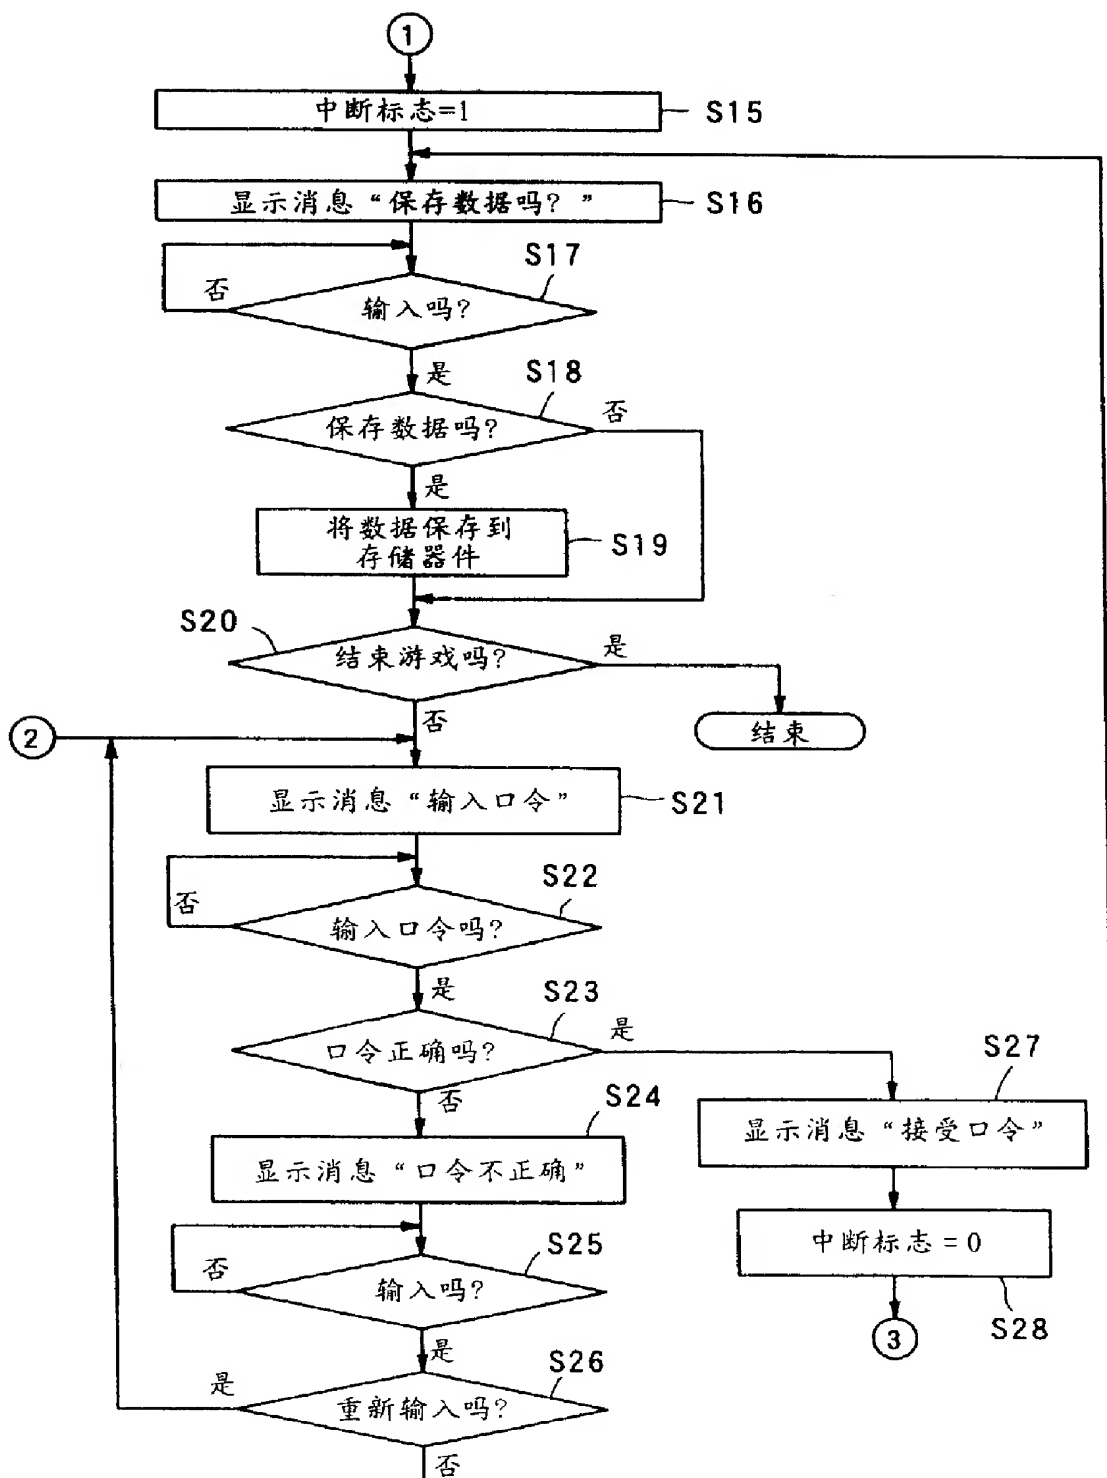 1
中断标志=1
S15
显示消息“保存数据吗？”
S16
S17
否
输入吗？
是
S18
保存数据吗？
否
是
将数据保存到
存储器件
S19
S20
结束游戏吗？
是
否
结束
2
显示消息“输入口令”
S21
S22
否
输入口令吗？
是
S23
口令正确吗？
是
否
S24
S27
显示消息“接受口令”
显示消息“口令不正确”
S25
中断标志=0
否
输入吗？
S28
3
是
S26
是
重新输入吗？
否